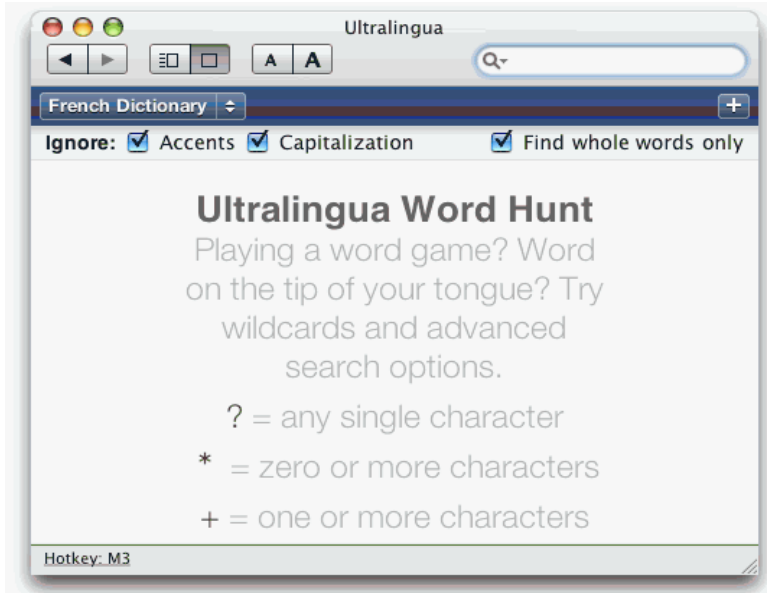 Ultralingua
A A
French Dictionary +
Ignore: Accents Capitalization Find whole words only
Ultralingua Word Hunt
Playing a word game? Word
on the tip of your tongue? Try
wildcards and advanced
search options.
? = any single character
* = zero or more characters
+ = one or more characters
Hotkey: M3